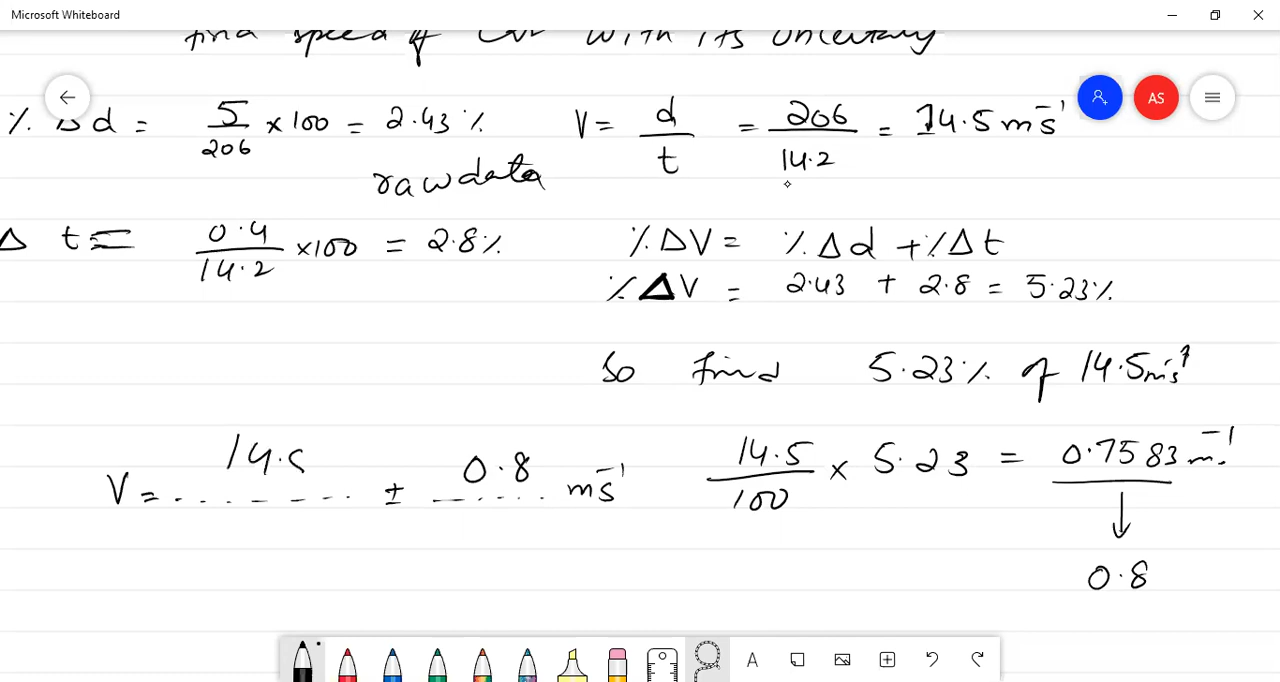 Microsoft Whiteboard
find speed of car with its uncertainty
% Δ d = 5/206 × 100 = 2.43 %
V = d/t = 206/14.2 = 14.5 ms⁻¹
raw data
Δ t = 0.4/14.2 ×100 = 2.8 %
% ΔV = % Δd + % Δt
% ΔV = 2.43 + 2.8 = 5.23 %
So find 5.23 % of 14.5 ms⁻¹
V = 14.5 ± 0.8 ms⁻¹
14.5/100 × 5.23 = 0.7583 ms⁻¹
0.8
AS
A